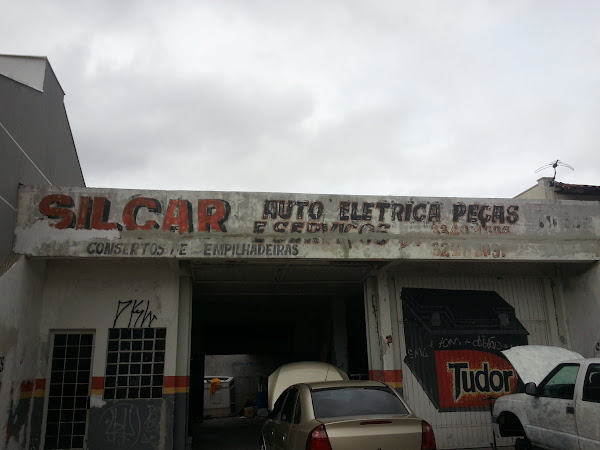 SILCAR
AUTO ELETRICA PEÇAS
E SERVIÇOS
CONSERTOS DE EMPILHADEIRAS
Tudor